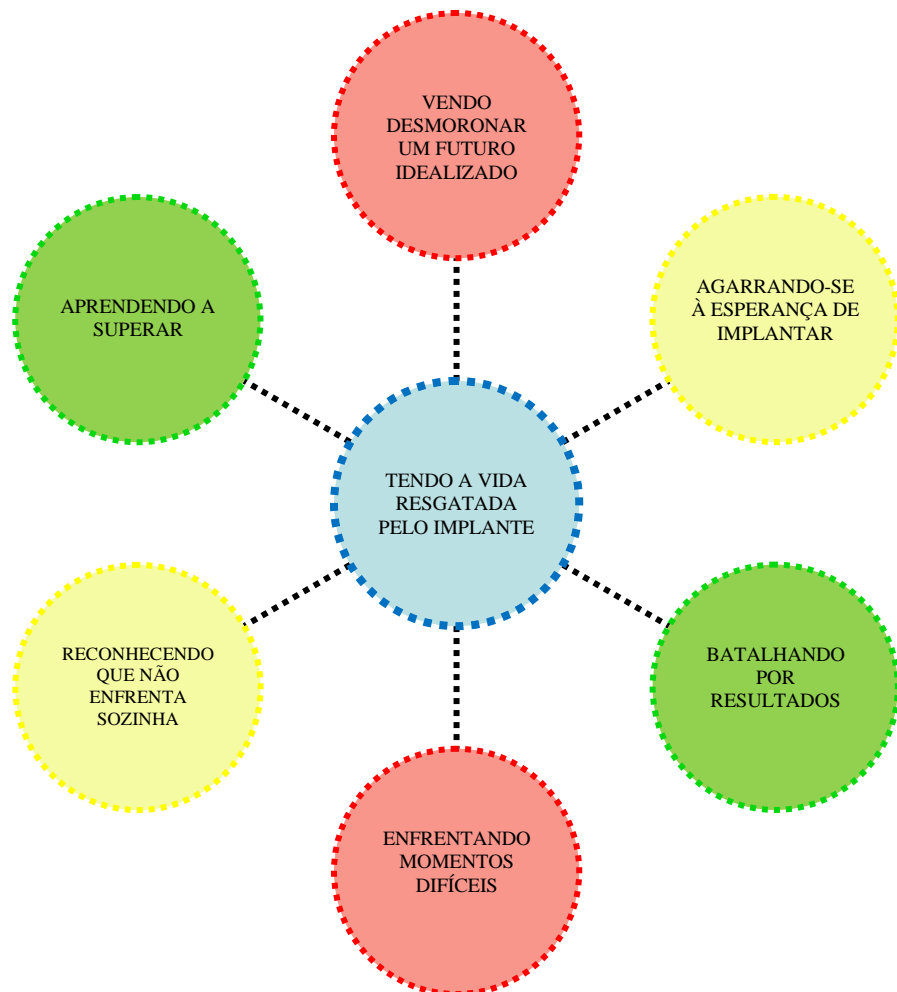 VENDO
DESMORONAR
UM FUTURO
IDEALIZADO
AGARRANDO-SE
À ESPERANÇA DE
IMPLANTAR
APRENDENDO A
SUPERAR
TENDO A VIDA
RESGATADA
PELO IMPLANTE
RECONHECENDO
QUE NÃO
ENFRENTA
SOZINHA
BATALHANDO
POR
RESULTADOS
ENFRENTANDO
MOMENTOS
DIFÍCEIS